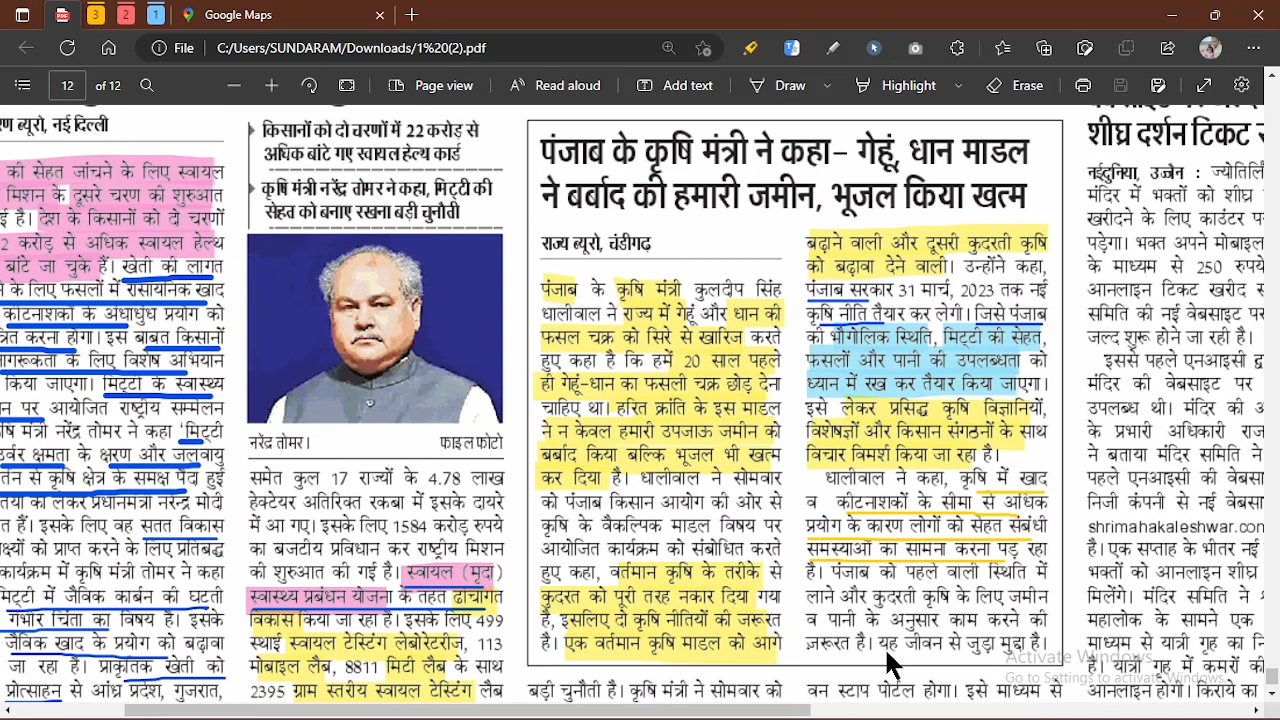 3
2
1
Google Maps
File
C:/Users/SUNDARAM/Downloads/1%20(2).pdf
12
of 12
Page view
Read aloud
Add text
Draw
Highlight
Erase
ण ब्यूरो, नई दिल्ली
की सेहत जांचने के लिए स्वायल
मिशन के दूसरे चरण की शुरुआत
ई है। देश के किसानों को दो चरणों
2 करोड़ से अधिक स्वायल हेल्थ
बांटे जा चुके हैं। खेती की लागत
ने के लिए फसलों में रासायनिक खाद
कीटनाशकों के अंधाधुंध प्रयोग को
त्रित करना होगा। इस बाबत किसानों
ागरूकता के लिए विशेष अभियान
किया जाएगा। मिट्टी के स्वास्थ्य
न पर आयोजित राष्ट्रीय सम्मेलन
षि मंत्री नरेंद्र तोमर ने कहा 'मिट्टी
उर्वर क्षमता के क्षरण और जलवायु
र्तन से कृषि क्षेत्र के समक्ष पैदा हुई
तियों को लेकर प्रधानमंत्री नरेन्द्र मोदी
त हैं। इसके लिए वह सतत विकास
क्ष्यों को प्राप्त करने के लिए प्रतिबद्ध
कार्यक्रम में कृषि मंत्री तोमर ने कहा
मिट्टी में जैविक कार्बन की घटती
गंभीर चिंता का विषय है। इसके
जैविक खाद के प्रयोग को बढ़ावा
जा रहा है। प्राकृतिक खेती को
प्रोत्साहन से आंध्र प्रदेश, गुजरात,
किसानों को दो चरणों में 22 करोड़ से
अधिक बांटे गए स्वायल हेल्थ कार्ड
कृषि मंत्री नरेंद्र तोमर ने कहा, मिट्टी की
सेहत को बनाए रखना बड़ी चुनौती
नरेंद्र तोमर। फाइल फोटो
समेत कुल 17 राज्यों के 4.78 लाख
हेक्टेयर अतिरिक्त रकबा में इसके दायरे
में आ गए। इसके लिए 1584 करोड़ रुपये
का बजटीय प्रविधान कर राष्ट्रीय मिशन
की शुरुआत की गई है। स्वायल (मृदा)
स्वास्थ्य प्रबंधन योजना के तहत ढांचागत
विकास किया जा रहा है। इसके लिए 499
स्थाई स्वायल टेस्टिंग लेबोरेटरीज, 113
मोबाइल लैब, 8811 मिटी लैब के साथ
2395 ग्राम स्तरीय स्वायल टेस्टिंग लैब
पंजाब के कृषि मंत्री ने कहा- गेहूं, धान माडल
ने बर्बाद की हमारी जमीन, भूजल किया खत्म
राज्य ब्यूरो, चंडीगढ़
पंजाब के कृषि मंत्री कुलदीप सिंह
धालीवाल ने राज्य में गेहूं और धान की
फसल चक्र को सिरे से खारिज करते
हुए कहा है कि हमें 20 साल पहले
ही गेहूं-धान का फसली चक्र छोड़ देना
चाहिए था। हरित क्रांति के इस माडल
ने न केवल हमारी उपजाऊ जमीन को
बर्बाद किया बल्कि भूजल भी खत्म
कर दिया है। धालीवाल ने सोमवार
को पंजाब किसान आयोग की ओर से
कृषि के वैकल्पिक माडल विषय पर
आयोजित कार्यक्रम को संबोधित करते
हुए कहा, वर्तमान कृषि के तरीके से
कुदरत को पूरी तरह नकार दिया गया
है, इसलिए दो कृषि नीतियों की जरूरत
है। एक वर्तमान कृषि माडल को आगे
बढ़ाने वाली और दूसरी कुदरती कृषि
को बढ़ावा देने वाली। उन्होंने कहा,
पंजाब सरकार 31 मार्च, 2023 तक नई
कृषि नीति तैयार कर लेगी। जिसे पंजाब
की भौगोलिक स्थिति, मिट्टी की सेहत,
फसलों और पानी की उपलब्धता को
ध्यान में रख कर तैयार किया जाएगा।
इसे लेकर प्रसिद्ध कृषि विज्ञानियों,
विशेषज्ञों और किसान संगठनों के साथ
विचार विमर्श किया जा रहा है।
धालीवाल ने कहा, कृषि में खाद
व कीटनाशकों के सीमा से अधिक
प्रयोग के कारण लोगों को सेहत संबंधी
समस्याओं का सामना करना पड़ रहा
है। पंजाब को पहले वाली स्थिति में
लाने और कुदरती कृषि के लिए जमीन
व पानी के अनुसार काम करने की
ज़रूरत है। यह जीवन से जुड़ा मुद्दा है।
बड़ी चुनौती है। कृषि मंत्री ने सोमवार को
वन स्टाप पोर्टल होगा। इसे माध्यम से
शीघ्र दर्शन टिकट
नईदुनिया, उज्जैन : ज्योतिर्लि
मंदिर में भक्तों को शीघ्र
खरीदने के लिए काउंटर प
पड़ेगा। भक्त अपने मोबाइल
के माध्यम से 250 रुपये
आनलाइन टिकट खरीद स
समिति की नई वेबसाइट पर
जल्द शुरू होने जा रही है।
इससे पहले एनआइसी द्व
मंदिर की वेबसाइट पर
उपलब्ध थी। मंदिर की अ
के प्रभारी अधिकारी राज
ने बताया मंदिर समिति ने
पहले एनआइसी की वेबसा
निजी कंपनी से नई वेबसा
shrimahakaleshwar.com
है। एक सप्ताह के भीतर नई
भक्तों को आनलाइन शीघ्र
मिलेंगे। मंदिर समिति ने
महालोक के सामने एक
माध्यम से यात्री गृह का नि
है। यात्री गृह में कमरों की
आनलाइन होगी। किराये का
Activate Windows
Go to Settings to activate Windows.